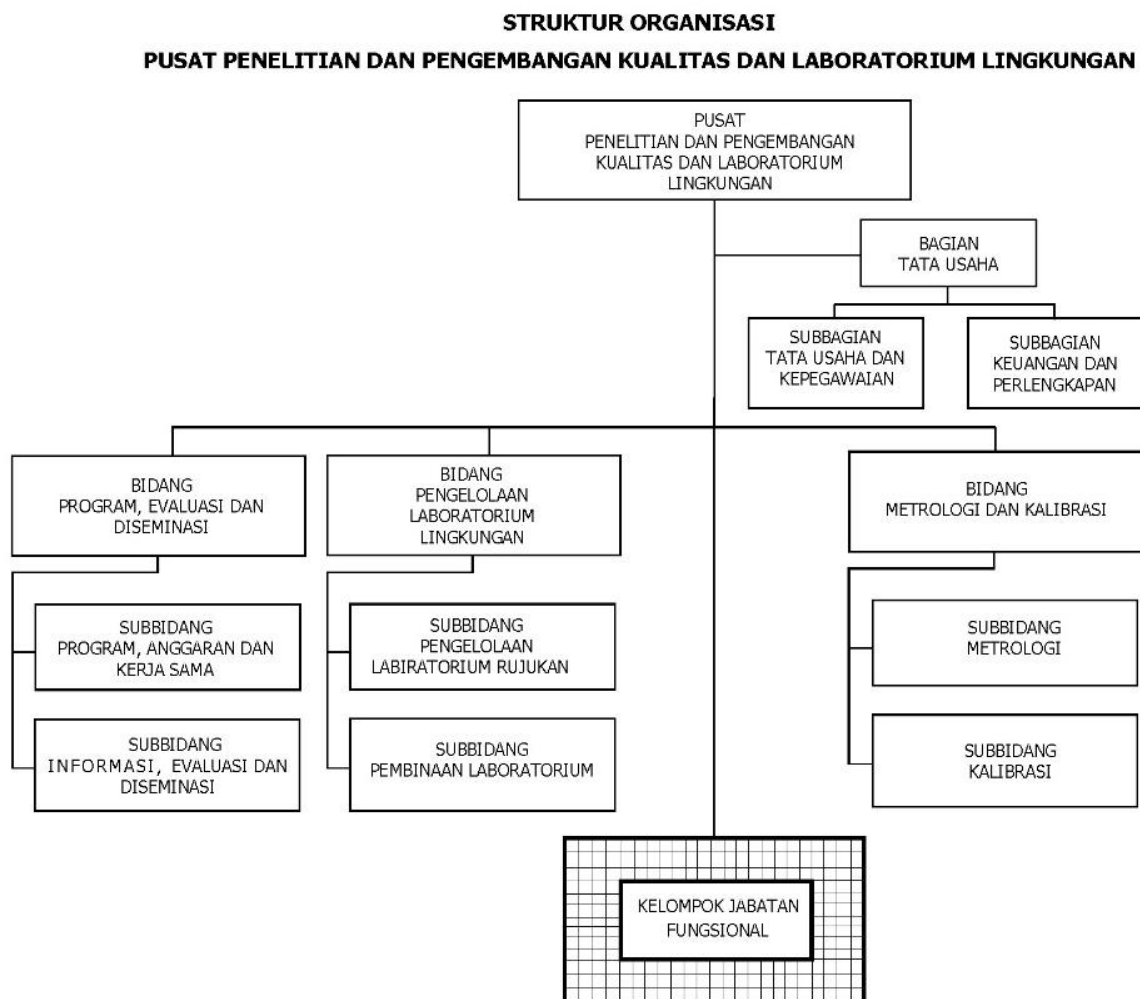 STRUKTUR ORGANISASI
PUSAT PENELITIAN DAN PENGEMBANGAN KUALITAS DAN LABORATORIUM LINGKUNGAN
PUSAT
PENELITIAN DAN PENGEMBANGAN
KUALITAS DAN LABORATORIUM
LINGKUNGAN
BAGIAN
TATA USAHA
SUBBAGIAN
TATA USAHA DAN
KEPEGAWAIAN
SUBBAGIAN
KEUANGAN DAN
PERLENGKAPAN
BIDANG
PROGRAM, EVALUASI DAN
DISEMINASI
BIDANG
PENGELOLAAN
LABORATORIUM
LINGKUNGAN
BIDANG
METROLOGI DAN KALIBRASI
SUBBIDANG
PROGRAM, ANGGARAN DAN
KERJA SAMA
SUBBIDANG
PENGELOLAAN
LABIRATORIUM RUJUKAN
SUBBIDANG
METROLOGI
SUBBIDANG
INFORMASI, EVALUASI DAN
DISEMINASI
SUBBIDANG
PEMBINAAN LABORATORIUM
SUBBIDANG
KALIBRASI
KELOMPOK JABATAN
FUNGSIONAL